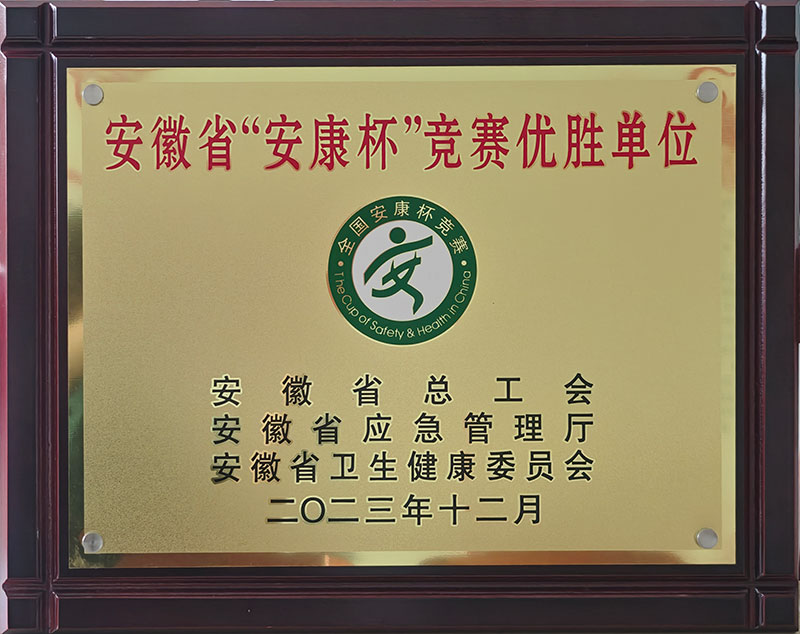 安徽省“安康杯”竞赛优胜单位
·全国安康杯竞赛·
The Cup of Safety & Health in China
安徽省总工会
安徽省应急管理厅
安徽省卫生健康委员会
二〇二三年十二月